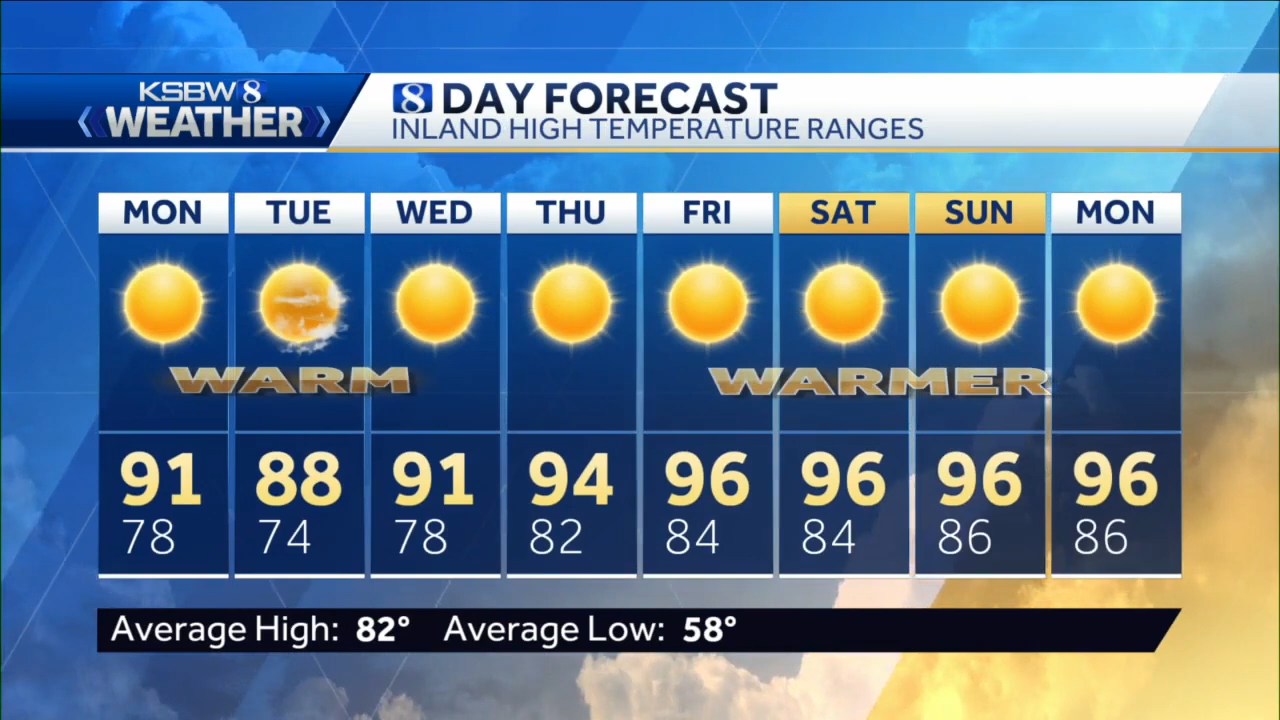 KSBW 8
WEATHER
8 DAY FORECAST
INLAND HIGH TEMPERATURE RANGES
MON TUE WED THU FRI SAT SUN MON
WARM WARMER
91 88 91 94 96 96 96 96
78 74 78 82 84 84 86 86
Average High: 82° Average Low: 58°